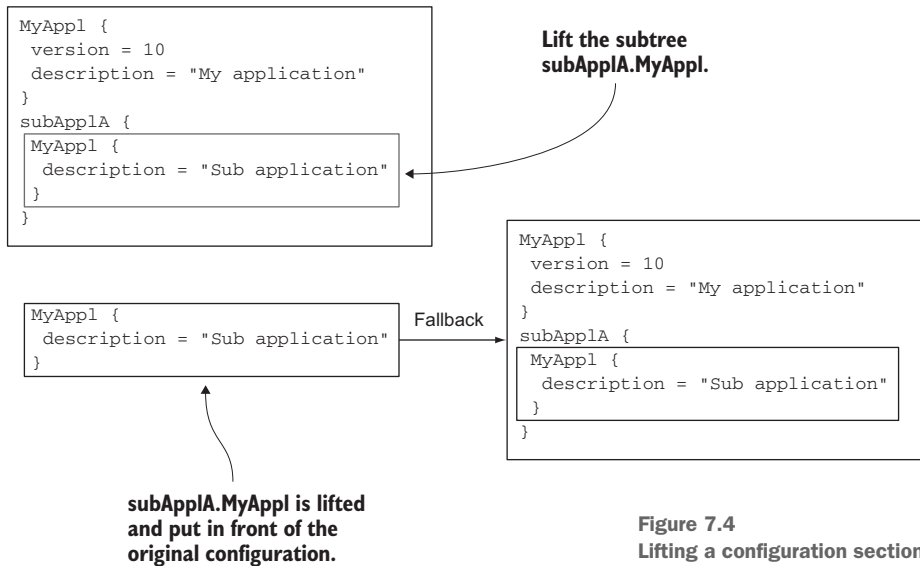 MyAppl {
version = 10
description = "My application"
}
subApplA {
MyAppl {
description = "Sub application"
}
}
Lift the subtree
subApplA.MyAppl.
MyAppl {
description = "Sub application"
}
Fallback
MyAppl {
version = 10
description = "My application"
}
subApplA {
MyAppl {
description = "Sub application"
}
}
subApplA.MyAppl is lifted
and put in front of the
original configuration.
Figure 7.4
Lifting a configuration section